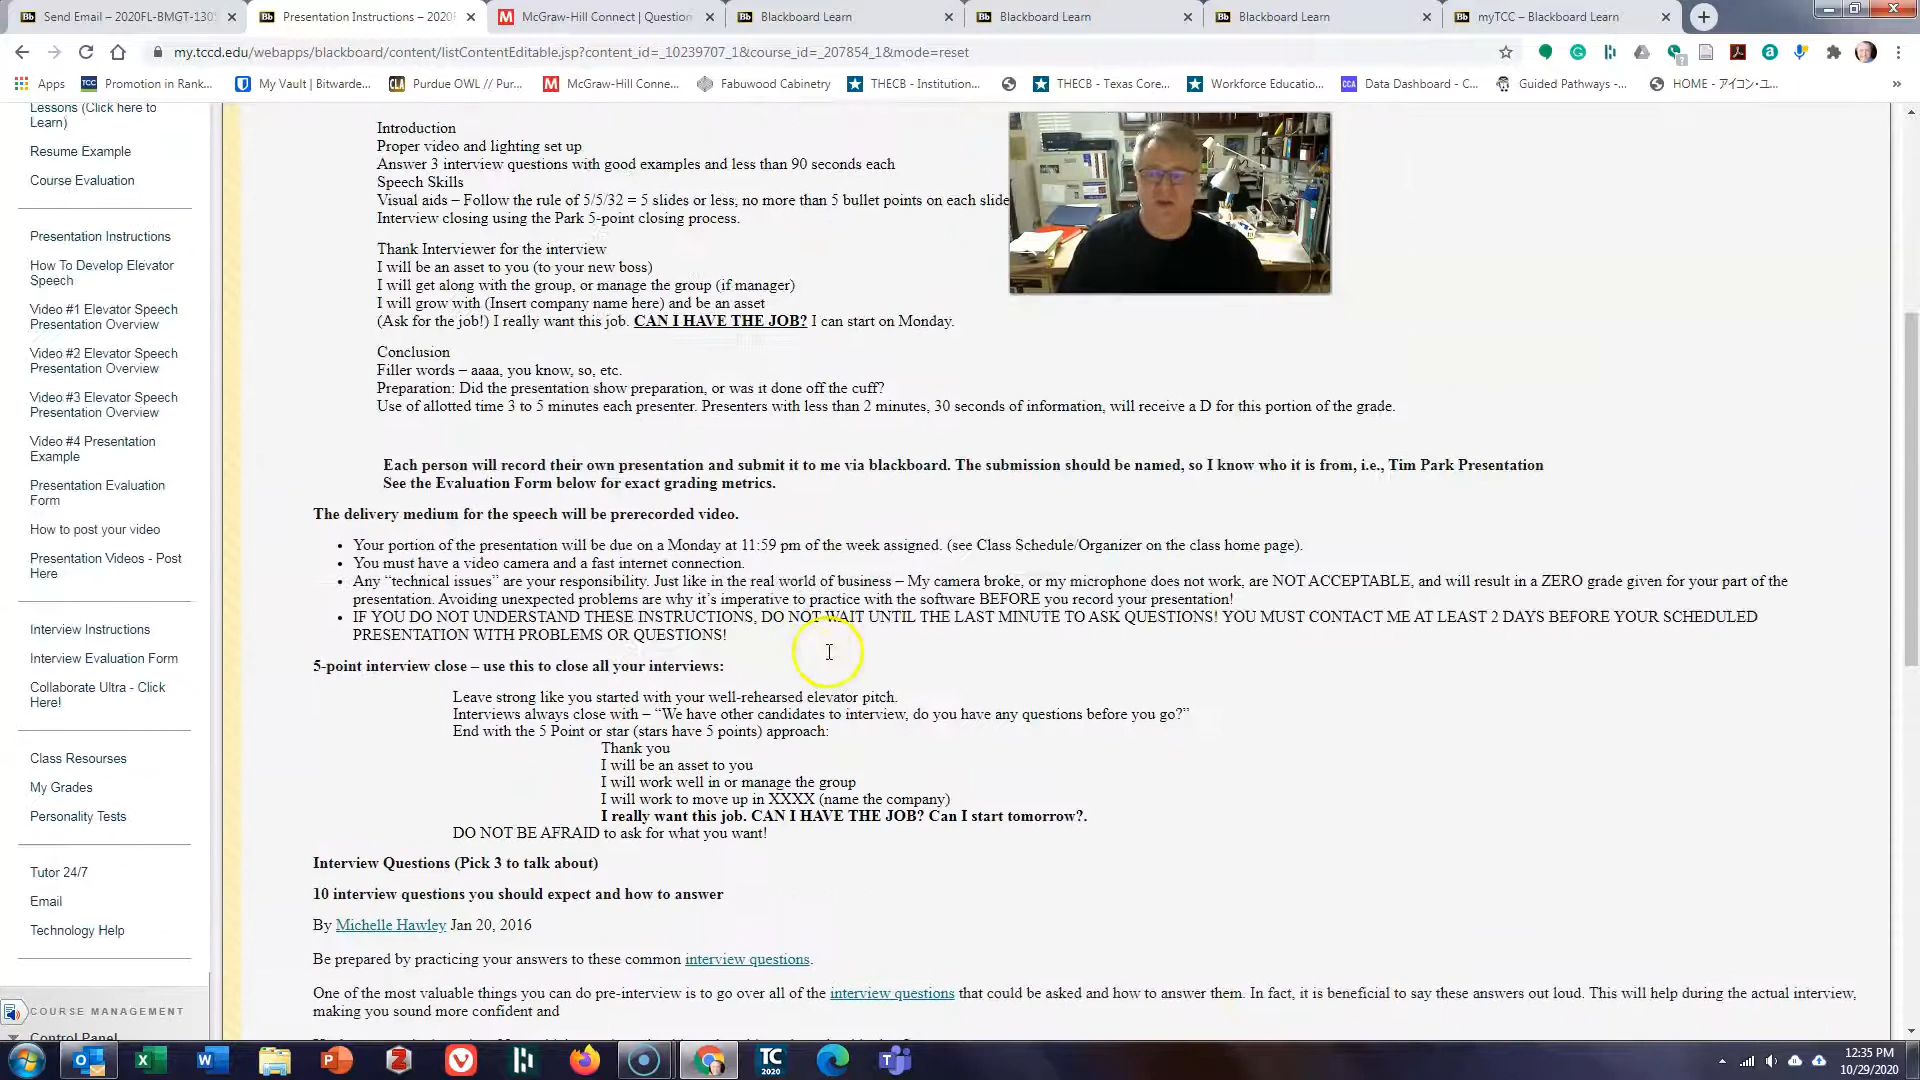 Send Email – 2020FL-BMGT-130
Presentation Instructions – 2020F
McGraw-Hill Connect | Question
Blackboard Learn
Blackboard Learn
Blackboard Learn
myTCC – Blackboard Learn
my.tccd.edu/webapps/blackboard/content/listContentEditable.jsp?content_id=_10239707_1&course_id=_207854_1&mode=reset
Apps
Promotion in Rank...
My Vault | Bitwarde...
Purdue OWL // Pur...
McGraw-Hill Conne...
Fabuwood Cabinetry
THECB - Institution...
THECB - Texas Core...
Workforce Educatio...
Data Dashboard - C...
Guided Pathways -...
HOME - アイコン・ユ...
Lessons (Click here to
Learn)
Resume Example
Course Evaluation
Presentation Instructions
How To Develop Elevator
Speech
Video #1 Elevator Speech
Presentation Overview
Video #2 Elevator Speech
Presentation Overview
Video #3 Elevator Speech
Presentation Overview
Video #4 Presentation
Example
Presentation Evaluation
Form
How to post your video
Presentation Videos - Post
Here
Interview Instructions
Interview Evaluation Form
Collaborate Ultra - Click
Here!
Class Resourses
My Grades
Personality Tests
Tutor 24/7
Email
Technology Help
COURSE MANAGEMENT
Control Panel
Introduction
Proper video and lighting set up
Answer 3 interview questions with good examples and less than 90 seconds each
Speech Skills
Visual aids – Follow the rule of 5/5/32 = 5 slides or less, no more than 5 bullet points on each slide
Interview closing using the Park 5-point closing process.
Thank Interviewer for the interview
I will be an asset to you (to your new boss)
I will get along with the group, or manage the group (if manager)
I will grow with (Insert company name here) and be an asset
(Ask for the job!) I really want this job. CAN I HAVE THE JOB? I can start on Monday.
Conclusion
Filler words – aaaa, you know, so, etc.
Preparation: Did the presentation show preparation, or was it done off the cuff?
Use of allotted time 3 to 5 minutes each presenter. Presenters with less than 2 minutes, 30 seconds of information, will receive a D for this portion of the grade.
Each person will record their own presentation and submit it to me via blackboard. The submission should be named, so I know who it is from, i.e., Tim Park Presentation
See the Evaluation Form below for exact grading metrics.
The delivery medium for the speech will be prerecorded video.
• Your portion of the presentation will be due on a Monday at 11:59 pm of the week assigned. (see Class Schedule/Organizer on the class home page).
• You must have a video camera and a fast internet connection.
• Any “technical issues” are your responsibility. Just like in the real world of business – My camera broke, or my microphone does not work, are NOT ACCEPTABLE, and will result in a ZERO grade given for your part of the
presentation. Avoiding unexpected problems are why it’s imperative to practice with the software BEFORE you record your presentation!
• IF YOU DO NOT UNDERSTAND THESE INSTRUCTIONS, DO NOT WAIT UNTIL THE LAST MINUTE TO ASK QUESTIONS! YOU MUST CONTACT ME AT LEAST 2 DAYS BEFORE YOUR SCHEDULED
PRESENTATION WITH PROBLEMS OR QUESTIONS!
5-point interview close – use this to close all your interviews:
Leave strong like you started with your well-rehearsed elevator pitch.
Interviews always close with – “We have other candidates to interview, do you have any questions before you go?”
End with the 5 Point or star (stars have 5 points) approach:
Thank you
I will be an asset to you
I will work well in or manage the group
I will work to move up in XXXX (name the company)
I really want this job. CAN I HAVE THE JOB? Can I start tomorrow?.
DO NOT BE AFRAID to ask for what you want!
Interview Questions (Pick 3 to talk about)
10 interview questions you should expect and how to answer
By Michelle Hawley Jan 20, 2016
Be prepared by practicing your answers to these common interview questions.
One of the most valuable things you can do pre-interview is to go over all of the interview questions that could be asked and how to answer them. In fact, it is beneficial to say these answers out loud. This will help during the actual interview,
making you sound more confident and
TC
2020
12:35 PM
10/29/2020